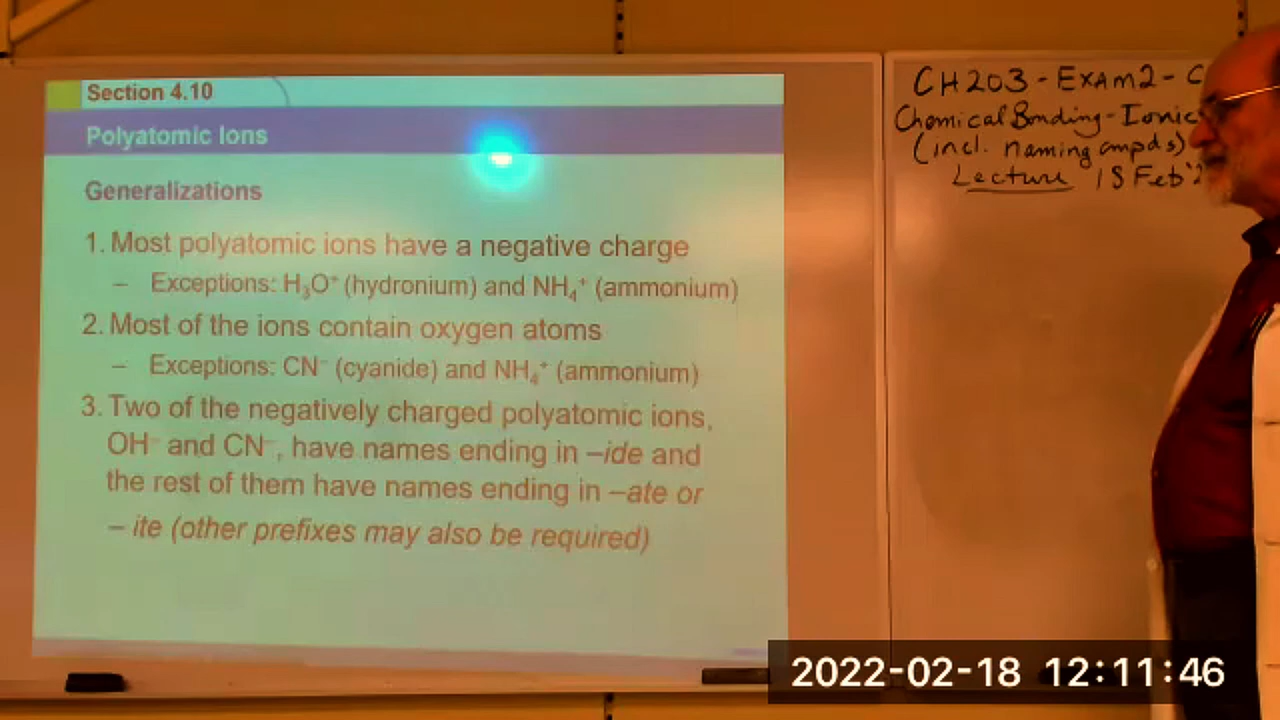 Section 4.10
Polyatomic Ions
Generalizations
1. Most polyatomic ions have a negative charge
– Exceptions: H₃O⁺ (hydronium) and NH₄⁺ (ammonium)
2. Most of the ions contain oxygen atoms
– Exceptions: CN⁻ (cyanide) and NH₄⁺ (ammonium)
3. Two of the negatively charged polyatomic ions,
OH⁻ and CN⁻, have names ending in –ide and
the rest of them have names ending in –ate or
– ite (other prefixes may also be required)
CH203 - Exam2 - C
Chemical Bonding - Ionic
(incl. naming cmpds)
Lecture 18 Feb '2
2022-02-18 12:11:46